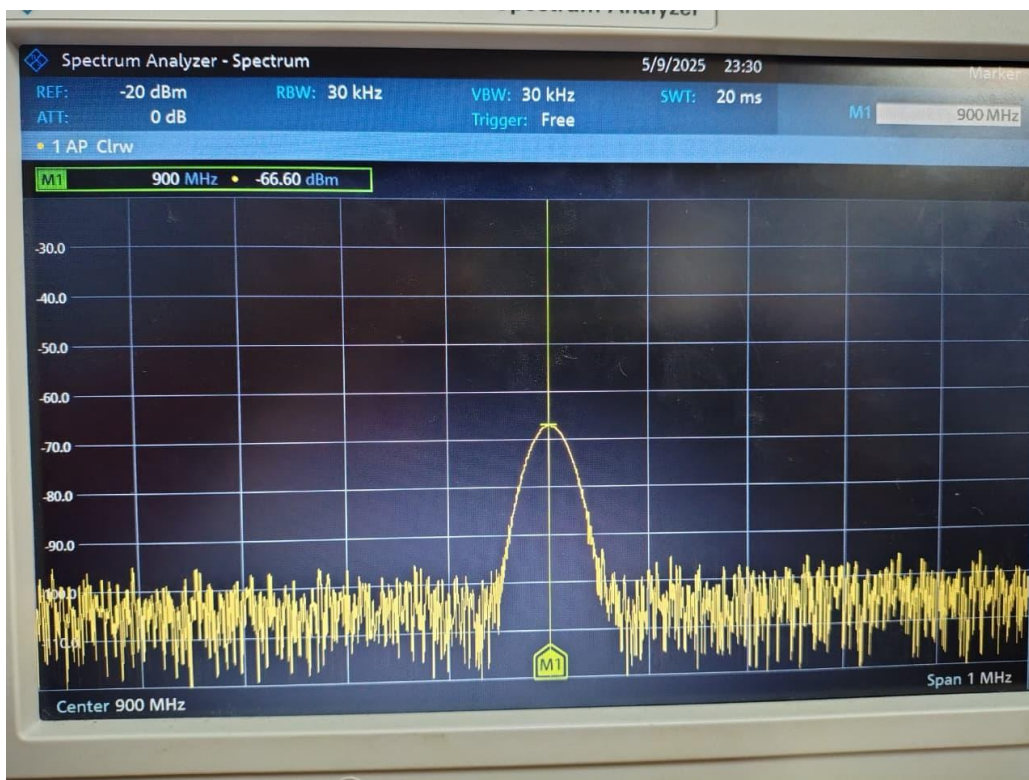 Spectrum Analyzer
Spectrum Analyzer - Spectrum 5/9/2025 23:30
Marker
REF: -20 dBm RBW: 30 kHz VBW: 30 kHz SWT: 20 ms
ATT: 0 dB Trigger: Free M1 900 MHz
1 AP Clrw
M1 900 MHz • -66.60 dBm
-30.0
-40.0
-50.0
-60.0
-70.0
-80.0
-90.0
M1
Center 900 MHz Span 1 MHz